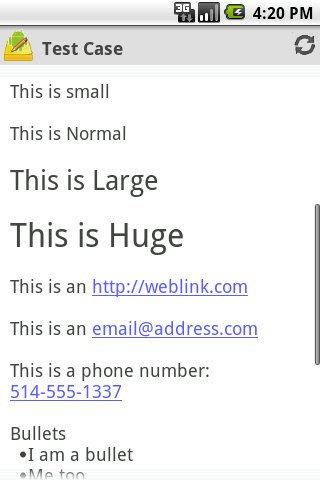 3G 4:20 PM
Test Case
This is small
This is Normal
This is Large
This is Huge
This is an http://weblink.com
This is an email@address.com
This is a phone number:
514-555-1337
Bullets
•I am a bullet
•Me too